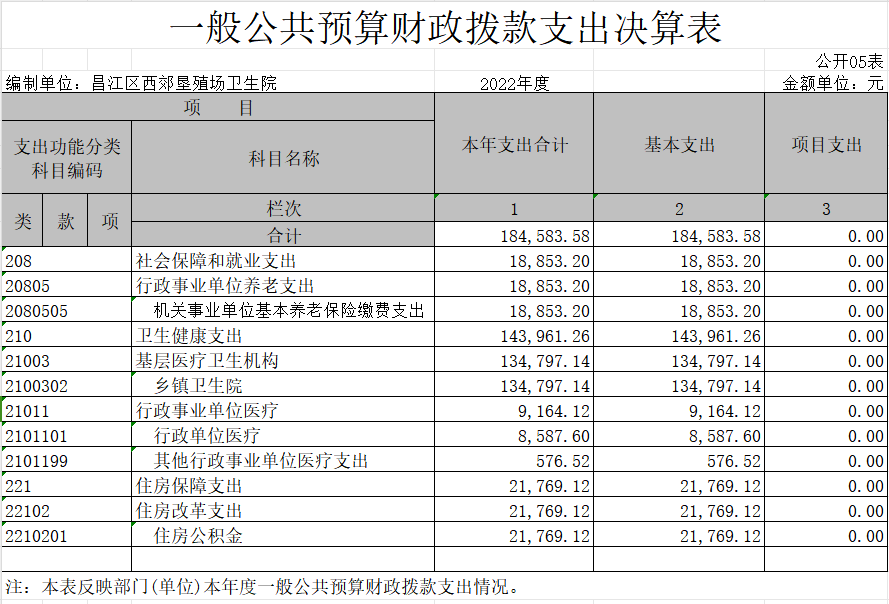 一般公共预算财政拨款支出决算表
公开05表
编制单位：昌江区西郊垦殖场卫生院 2022年度 金额单位：元
项 目 本年支出合计 基本支出 项目支出
支出功能分类科目编码 科目名称
类 款 项 栏次 1 2 3
合计 184,583.58 184,583.58 0.00
208 社会保障和就业支出 18,853.20 18,853.20 0.00
20805 行政事业单位养老支出 18,853.20 18,853.20 0.00
2080505 机关事业单位基本养老保险缴费支出 18,853.20 18,853.20 0.00
210 卫生健康支出 143,961.26 143,961.26 0.00
21003 基层医疗卫生机构 134,797.14 134,797.14 0.00
2100302 乡镇卫生院 134,797.14 134,797.14 0.00
21011 行政事业单位医疗 9,164.12 9,164.12 0.00
2101101 行政单位医疗 8,587.60 8,587.60 0.00
2101199 其他行政事业单位医疗支出 576.52 576.52 0.00
221 住房保障支出 21,769.12 21,769.12 0.00
22102 住房改革支出 21,769.12 21,769.12 0.00
2210201 住房公积金 21,769.12 21,769.12 0.00
注：本表反映部门(单位)本年度一般公共预算财政拨款支出情况。